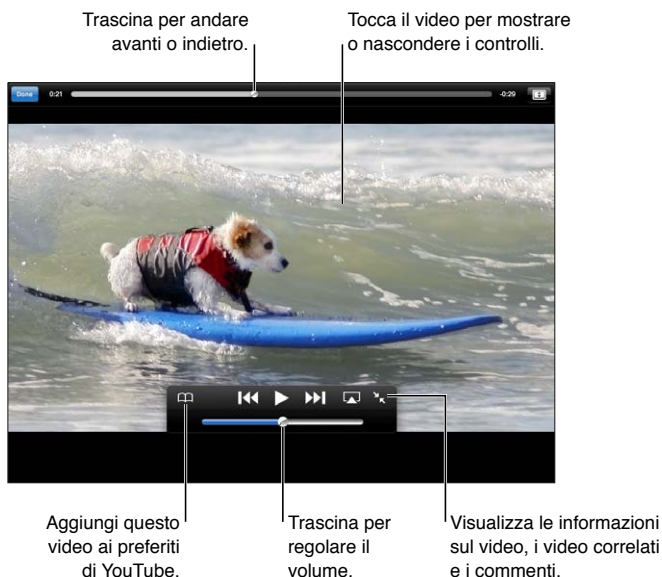 Trascina per andare
avanti o indietro.
Tocca il video per mostrare
o nascondere i controlli.
Done 0:21 -0:29
Aggiungi questo
video ai preferiti
di YouTube.
Trascina per
regolare il
volume.
Visualizza le informazioni
sul video, i video correlati
e i commenti.